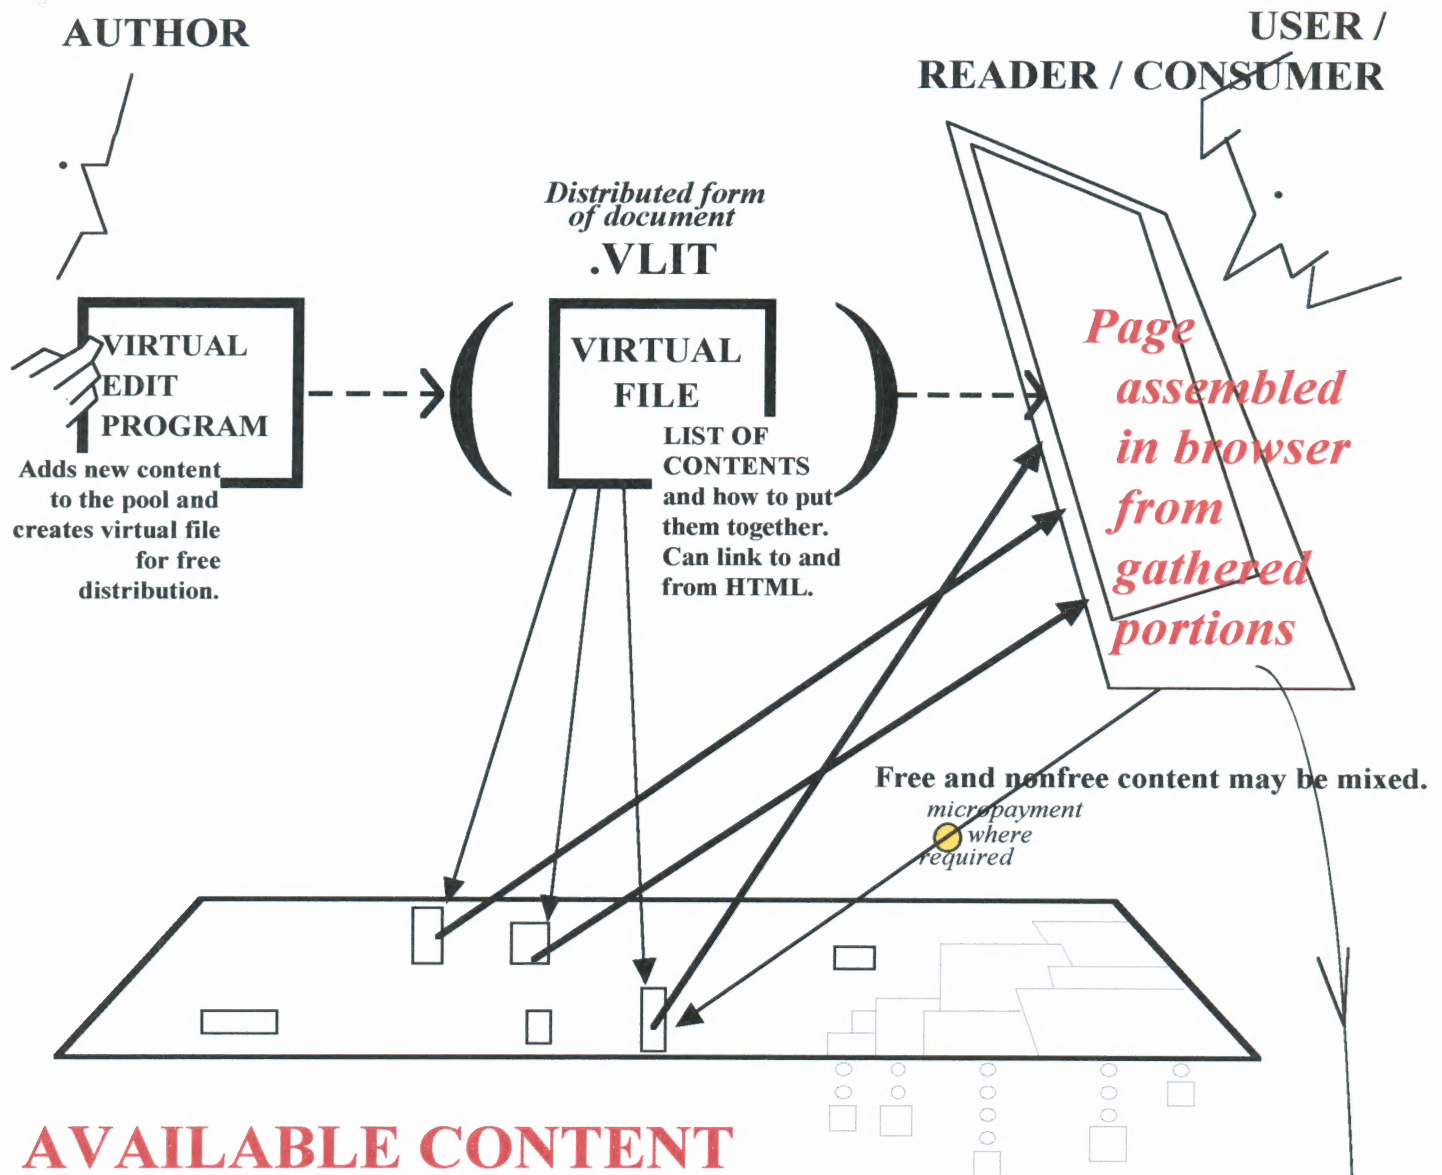 AUTHOR
USER /
READER / CONSUMER
Distributed form
of document
.VLIT
VIRTUAL
EDIT
PROGRAM
Adds new content
to the pool and
creates virtual file
for free
distribution.
VIRTUAL
FILE
LIST OF
CONTENTS
and how to put
them together.
Can link to and
from HTML.
Page
assembled
in browser
from
gathered
portions
Free and nonfree content may be mixed.
micropayment
where
required
AVAILABLE CONTENT